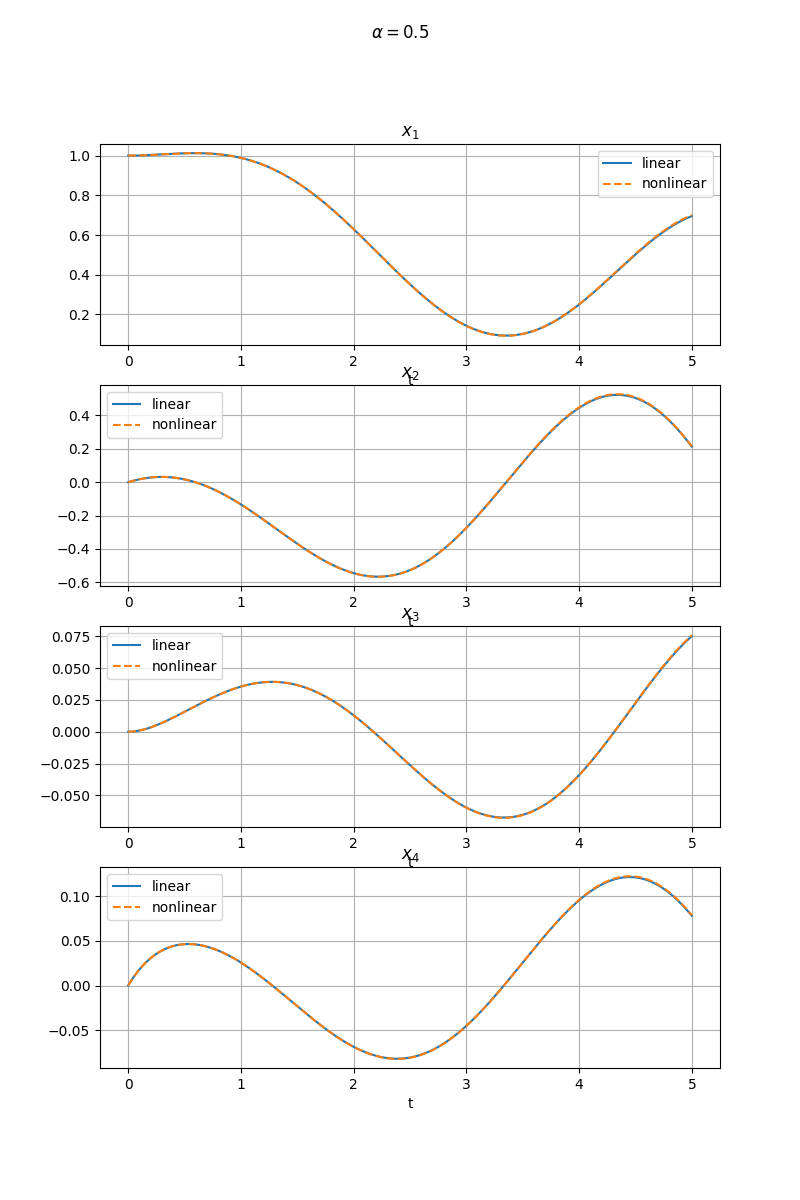 α = 0.5
x₁
1.0
0.8
0.6
0.4
0.2
linear
nonlinear
0 1 2 3 4 5
t
x₂
0.4
0.2
0.0
−0.2
−0.4
−0.6
linear
nonlinear
0 1 2 3 4 5
t
x₃
0.075
0.050
0.025
0.000
−0.025
−0.050
linear
nonlinear
0 1 2 3 4 5
t
x₄
0.10
0.05
0.00
−0.05
linear
nonlinear
0 1 2 3 4 5
t